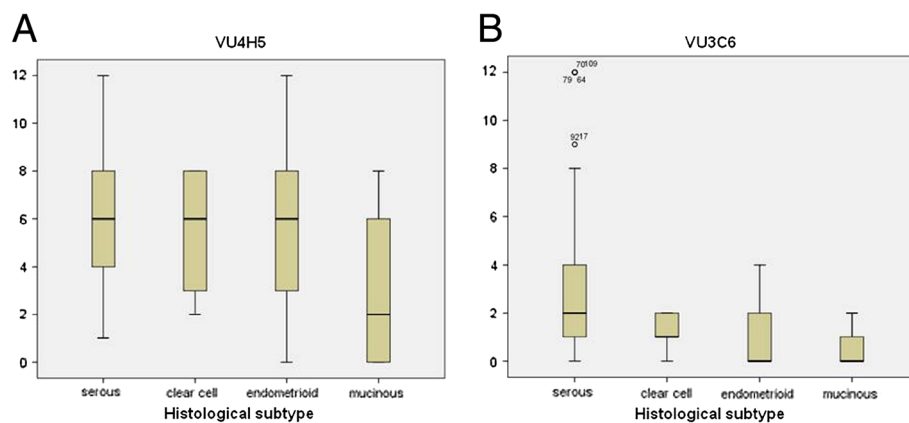 A
VU4H5
12
10
8
6
4
2
0
serous clear cell endometrioid mucinous
Histological subtype
B
VU3C6
12
10
8
6
4
2
0
70109
79 64
9217
serous clear cell endometrioid mucinous
Histological subtype